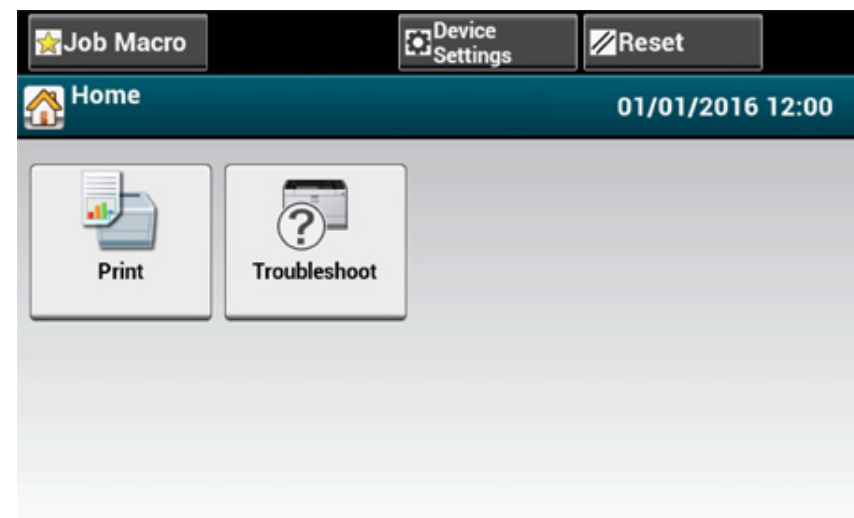 Job Macro
Device
Settings
Reset
Home
01/01/2016 12:00
Print
Troubleshoot